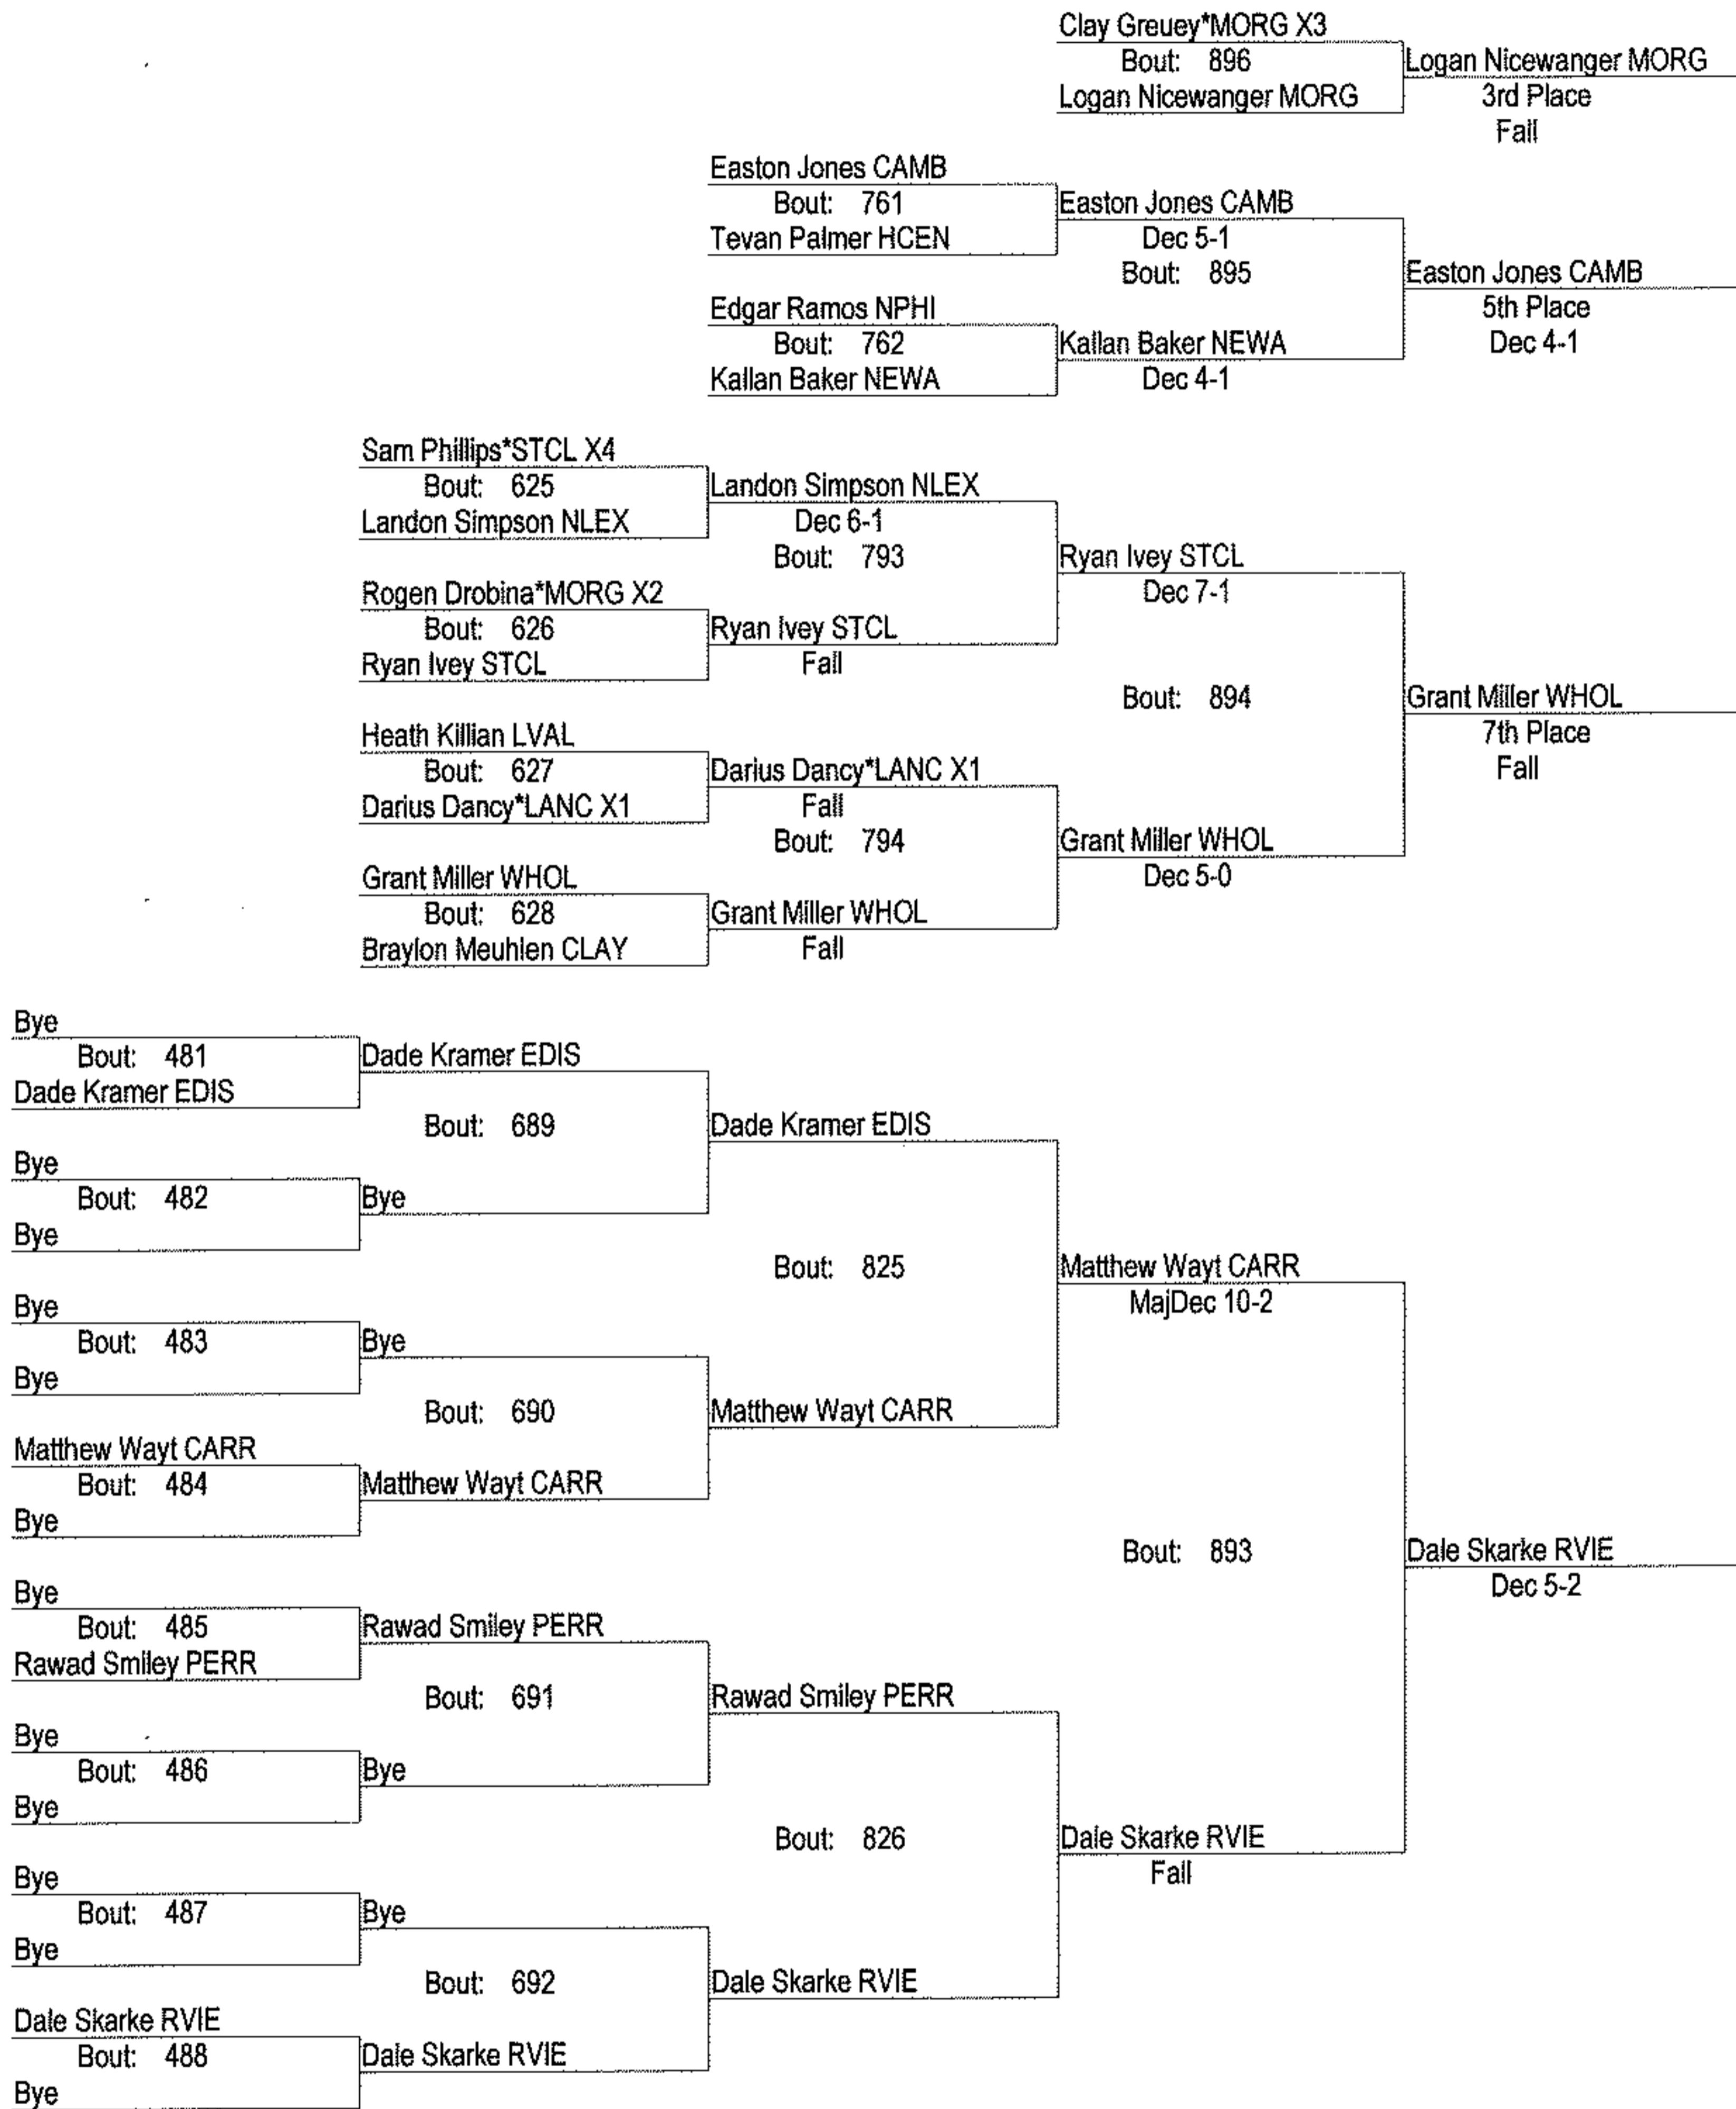 Clay Greuey*MORG X3
Bout: 896
Logan Nicewanger MORG
Logan Nicewanger MORG
3rd Place
Fall
Easton Jones CAMB
Bout: 761
Tevan Palmer HCEN
Easton Jones CAMB
Dec 5-1
Bout: 895
Easton Jones CAMB
5th Place
Dec 4-1
Edgar Ramos NPHI
Bout: 762
Kallan Baker NEWA
Kallan Baker NEWA
Dec 4-1
Sam Phillips*STCL X4
Bout: 625
Landon Simpson NLEX
Landon Simpson NLEX
Dec 6-1
Bout: 793
Ryan Ivey STCL
Dec 7-1
Rogen Drobina*MORG X2
Bout: 626
Ryan Ivey STCL
Ryan Ivey STCL
Fall
Bout: 894
Grant Miller WHOL
7th Place
Fall
Heath Killian LVAL
Bout: 627
Darius Dancy*LANC X1
Darius Dancy*LANC X1
Fall
Bout: 794
Grant Miller WHOL
Dec 5-0
Grant Miller WHOL
Bout: 628
Braylon Meuhlen CLAY
Grant Miller WHOL
Fall
Bye
Bout: 481
Dade Kramer EDIS
Dade Kramer EDIS
Bout: 689
Dade Kramer EDIS
Bye
Bout: 482
Bye
Bye
Bout: 825
Matthew Wayt CARR
MajDec 10-2
Bye
Bout: 483
Bye
Bye
Bout: 690
Matthew Wayt CARR
Matthew Wayt CARR
Bout: 484
Bye
Matthew Wayt CARR
Bout: 893
Dale Skarke RVIE
Dec 5-2
Bye
Bout: 485
Rawad Smiley PERR
Rawad Smiley PERR
Bout: 691
Rawad Smiley PERR
Bye
Bout: 486
Bye
Bye
Bout: 826
Dale Skarke RVIE
Fall
Bye
Bout: 487
Bye
Bye
Bout: 692
Dale Skarke RVIE
Dale Skarke RVIE
Bout: 488
Bye
Dale Skarke RVIE